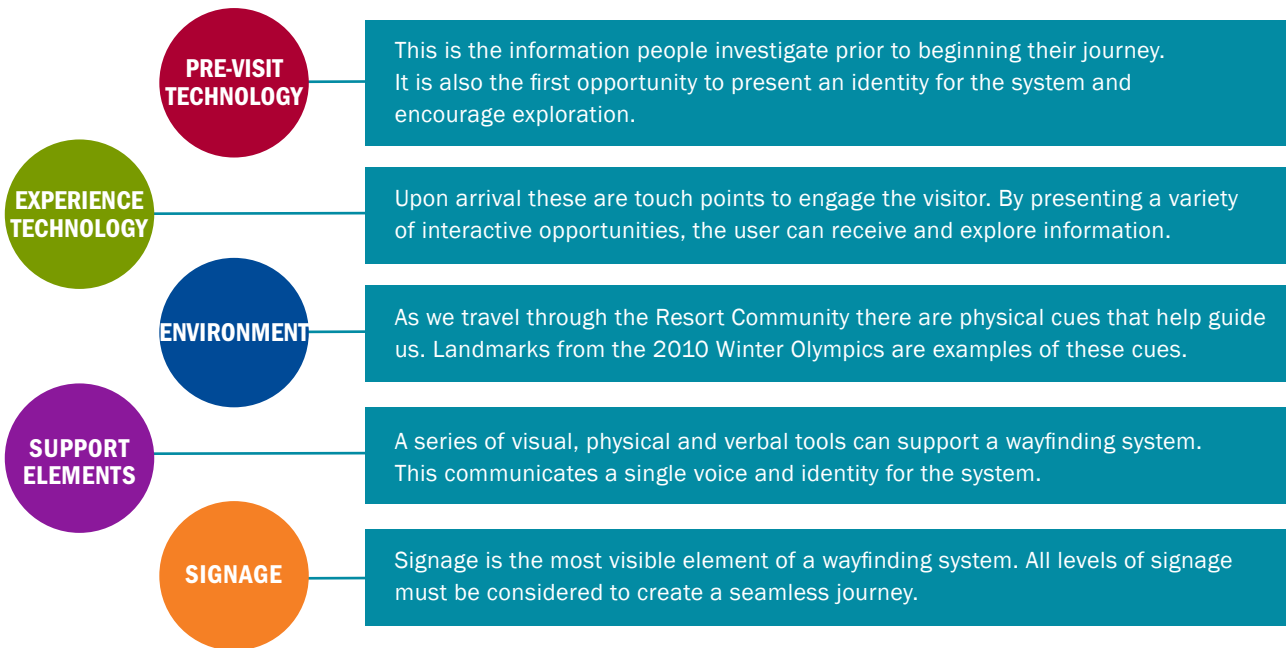 PRE-VISIT
TECHNOLOGY
This is the information people investigate prior to beginning their journey.
It is also the first opportunity to present an identity for the system and
encourage exploration.
EXPERIENCE
TECHNOLOGY
Upon arrival these are touch points to engage the visitor. By presenting a variety
of interactive opportunities, the user can receive and explore information.
ENVIRONMENT
As we travel through the Resort Community there are physical cues that help guide
us. Landmarks from the 2010 Winter Olympics are examples of these cues.
SUPPORT
ELEMENTS
A series of visual, physical and verbal tools can support a wayfinding system.
This communicates a single voice and identity for the system.
SIGNAGE
Signage is the most visible element of a wayfinding system. All levels of signage
must be considered to create a seamless journey.